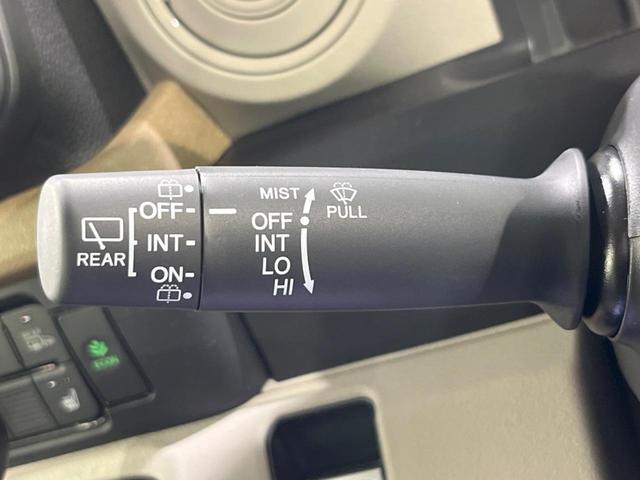 OFF
INT
ON
REAR
MIST
OFF
INT
LO
HI
PULL
ECON